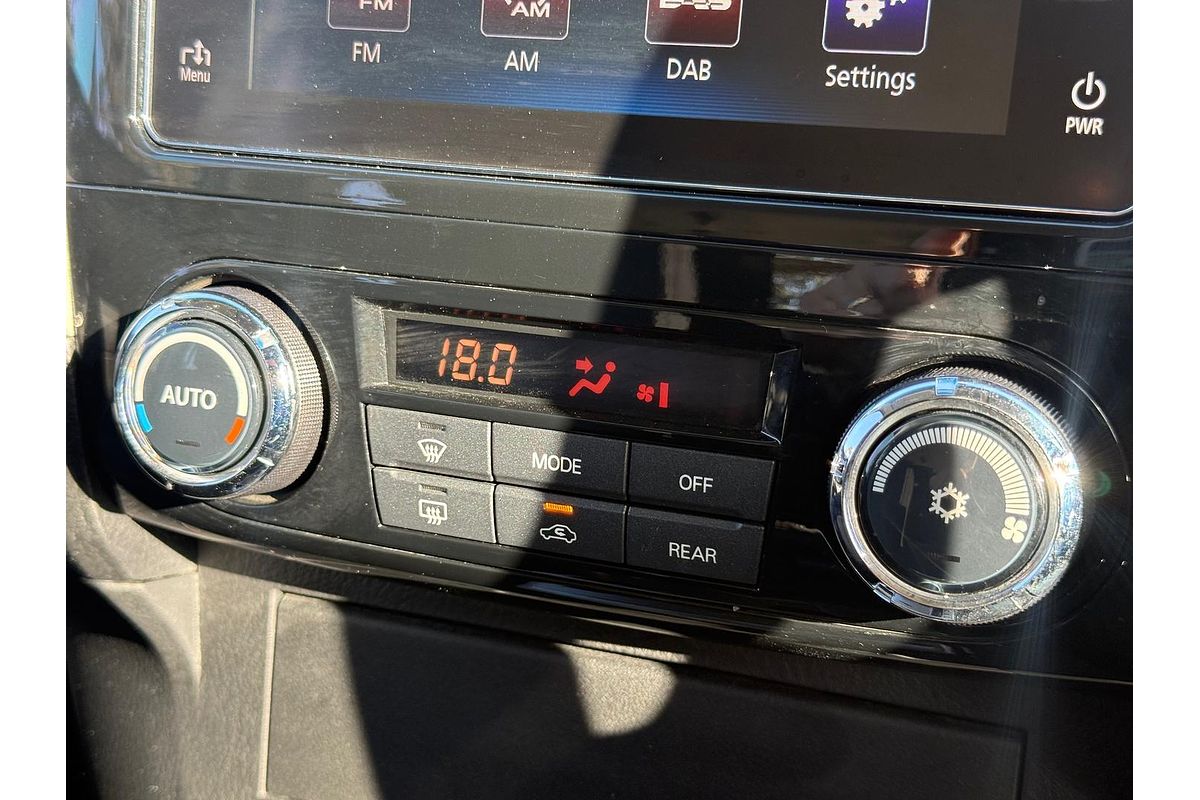 FM
AM
FM
AM
DAB
Settings
Menu
PWR
18.0
AUTO
MODE
OFF
REAR